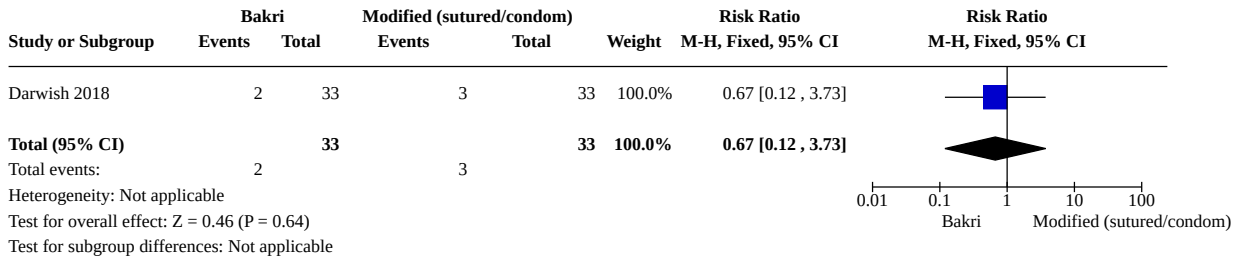 Bakri Modified (sutured/condom) Risk Ratio Risk Ratio
Study or Subgroup Events Total Events Total Weight M-H, Fixed, 95% CI M-H, Fixed, 95% CI
Darwish 2018 2 33 3 33 100.0% 0.67 [0.12 , 3.73]
Total (95% CI) 33 33 100.0% 0.67 [0.12 , 3.73]
Total events: 2 3
Heterogeneity: Not applicable
Test for overall effect: Z = 0.46 (P = 0.64)
Test for subgroup differences: Not applicable
0.01 0.1 1 10 100
Bakri Modified (sutured/condom)